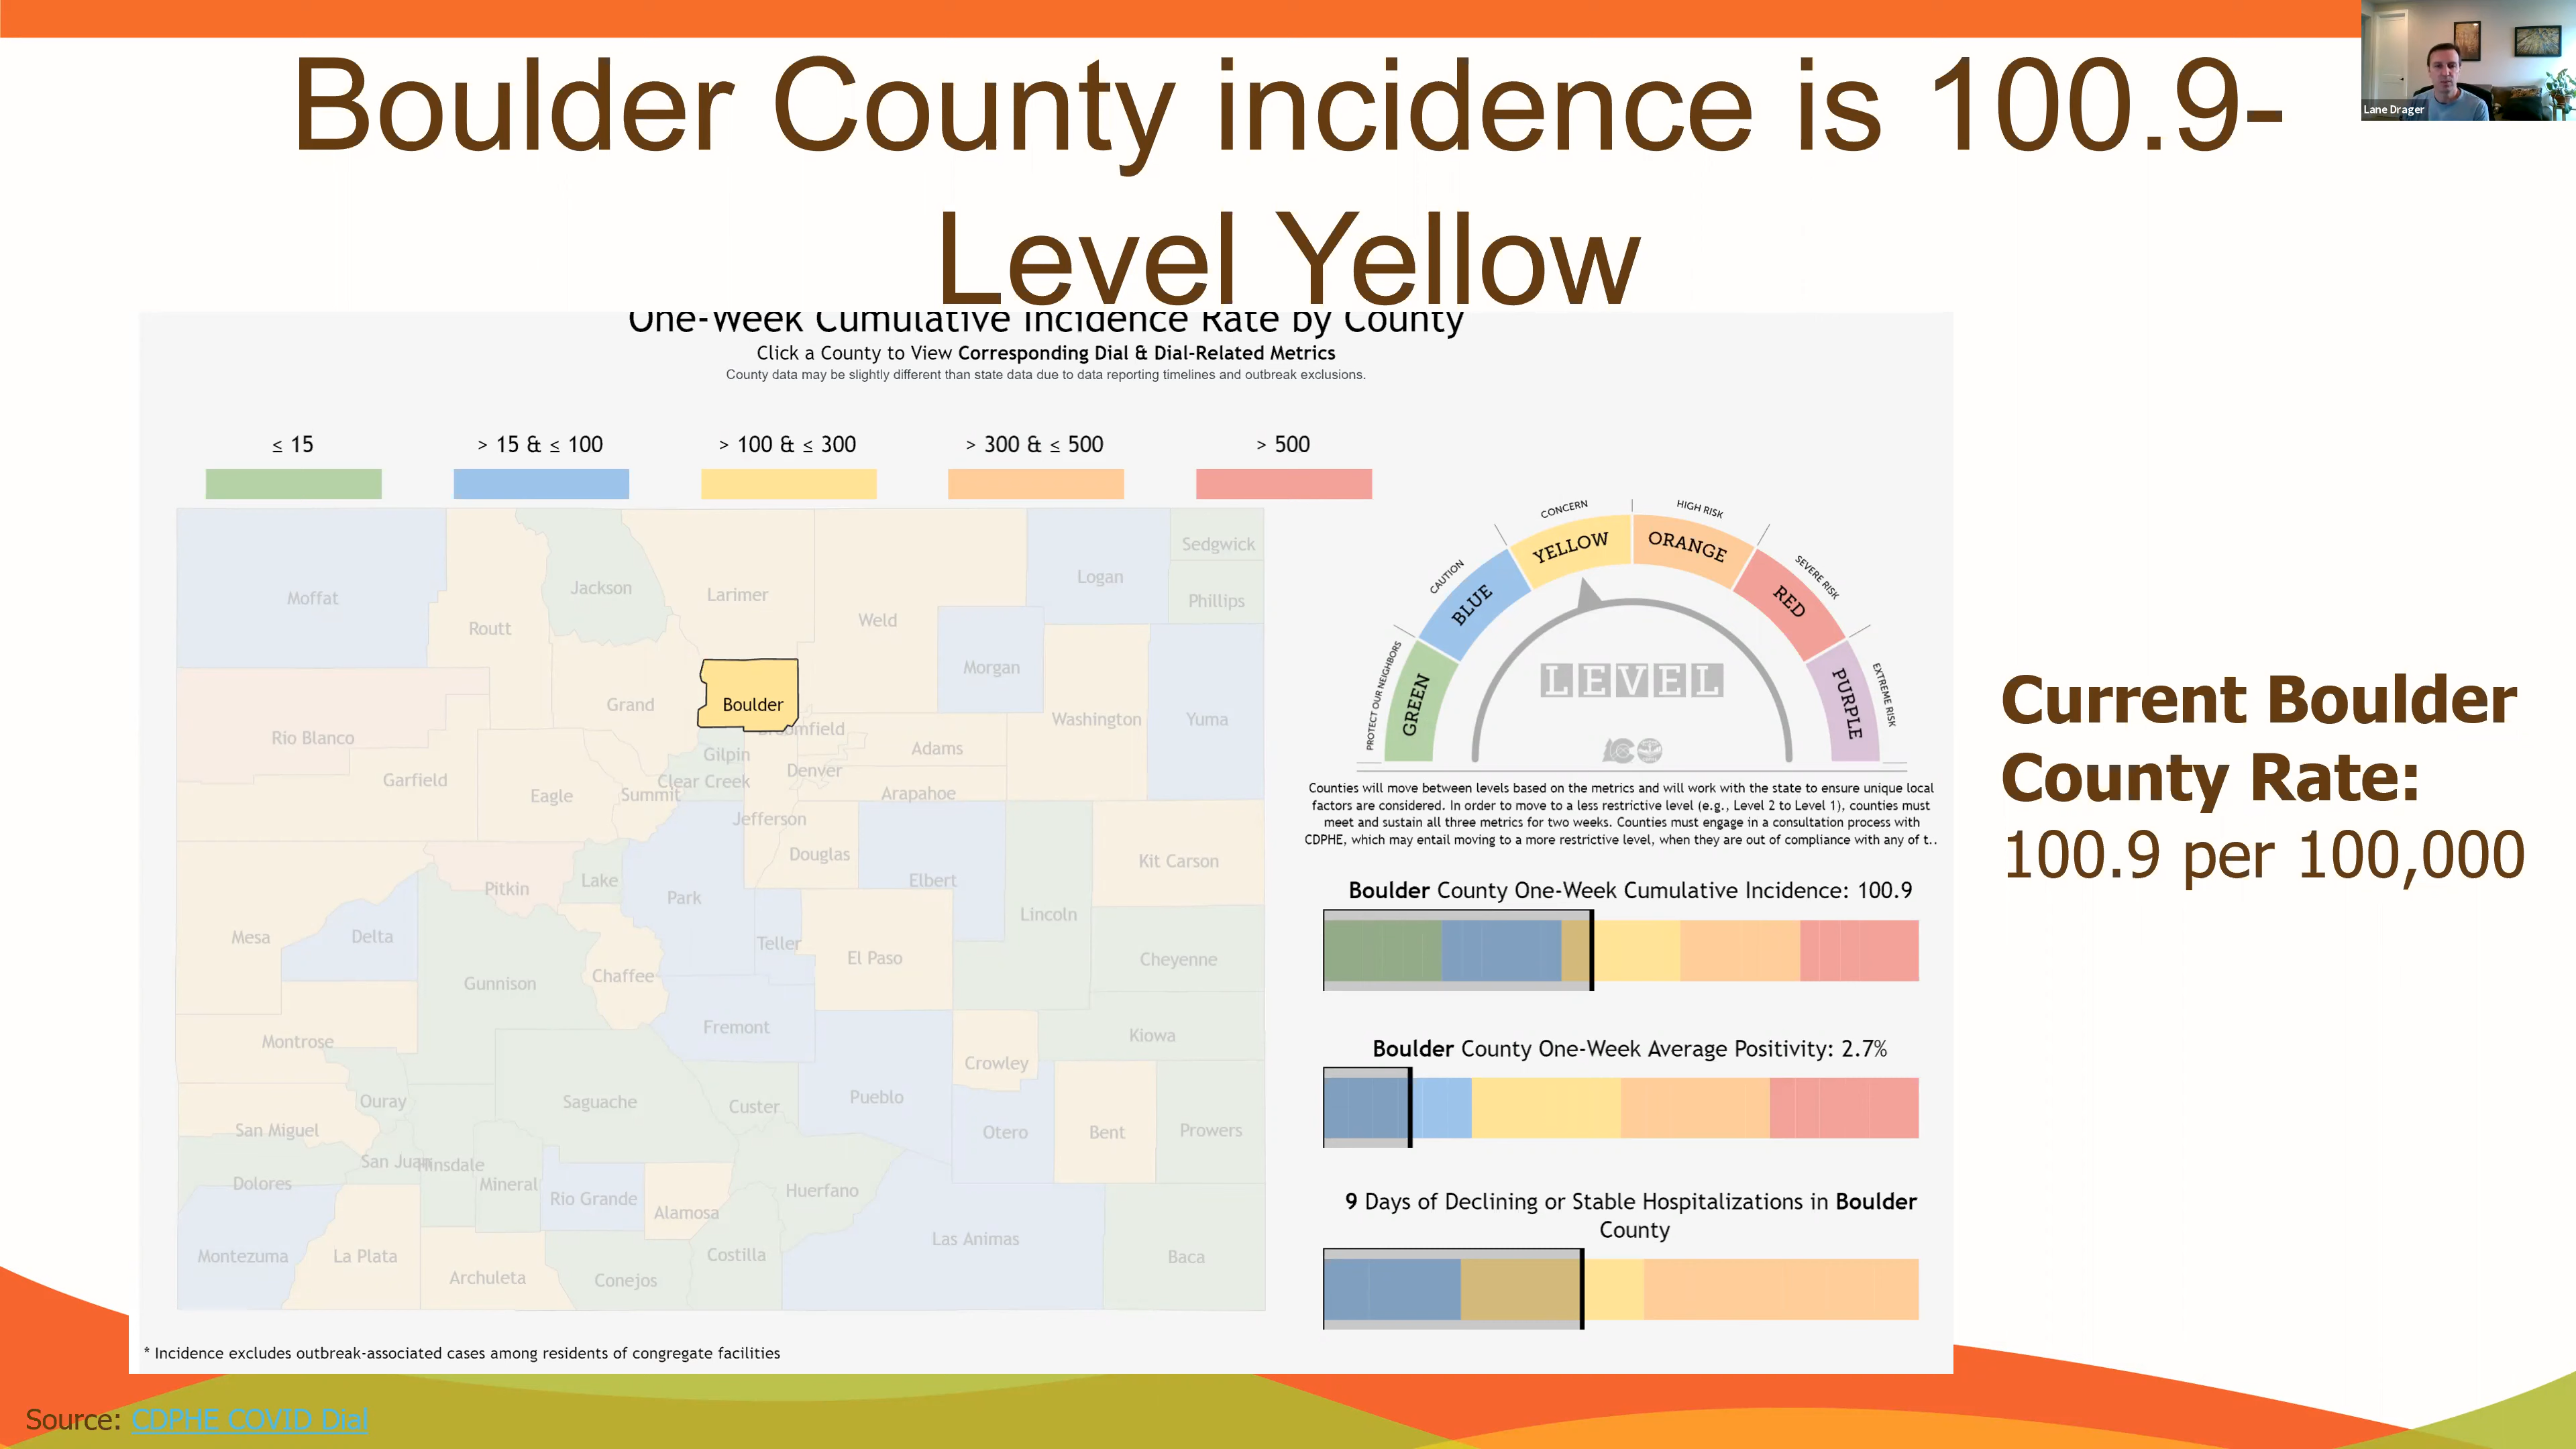 Boulder County incidence is 100.9-
Level Yellow
Lane Drager
One-Week Cumulative Incidence Rate by County
Click a County to View Corresponding Dial & Dial-Related Metrics
County data may be slightly different than state data due to data reporting timelines and outbreak exclusions.
≤ 15
> 15 & ≤ 100
> 100 & ≤ 300
> 300 & ≤ 500
> 500
Moffat
Routt
Jackson
Larimer
Weld
Logan
Sedgwick
Phillips
Morgan
Washington
Yuma
Rio Blanco
Grand
Boulder
mfield
Gilpin
Adams
Garfield
Eagle
Summit
Clear Creek
Denver
Arapahoe
Jefferson
Douglas
Elbert
Kit Carson
Pitkin
Lake
Park
Lincoln
Mesa
Delta
Teller
El Paso
Cheyenne
Gunnison
Chaffee
Fremont
Kiowa
Montrose
Crowley
Ouray
Saguache
Custer
Pueblo
San Miguel
Otero
Bent
Prowers
San Juan
Hinsdale
Dolores
Mineral
Rio Grande
Alamosa
Huerfano
Las Animas
Montezuma
La Plata
Archuleta
Conejos
Costilla
Baca
PROTECT OUR NEIGHBORS
CAUTION
CONCERN
HIGH RISK
SEVERE RISK
EXTREME RISK
GREEN
BLUE
YELLOW
ORANGE
RED
PURPLE
LEVEL
Counties will move between levels based on the metrics and will work with the state to ensure unique local
factors are considered. In order to move to a less restrictive level (e.g., Level 2 to Level 1), counties must
meet and sustain all three metrics for two weeks. Counties must engage in a consultation process with
CDPHE, which may entail moving to a more restrictive level, when they are out of compliance with any of t..
Boulder County One-Week Cumulative Incidence: 100.9
Boulder County One-Week Average Positivity: 2.7%
9 Days of Declining or Stable Hospitalizations in Boulder
County
Current Boulder
County Rate:
100.9 per 100,000
* Incidence excludes outbreak-associated cases among residents of congregate facilities
Source: CDPHE COVID Dial